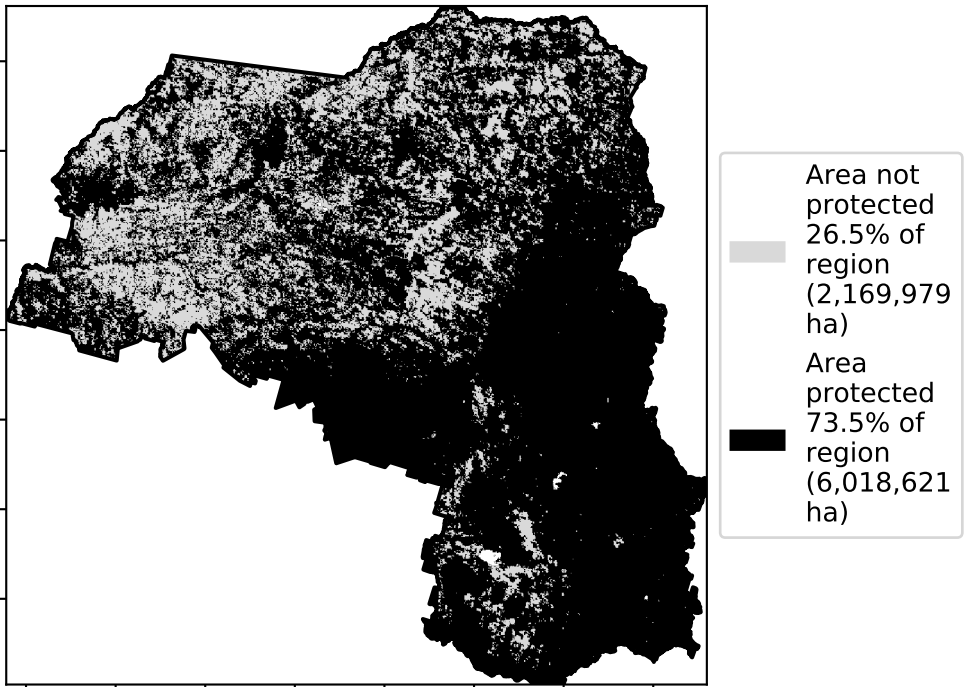 Area not
protected
26.5% of
region
(2,169,979
ha)
Area
protected
73.5% of
region
(6,018,621
ha)